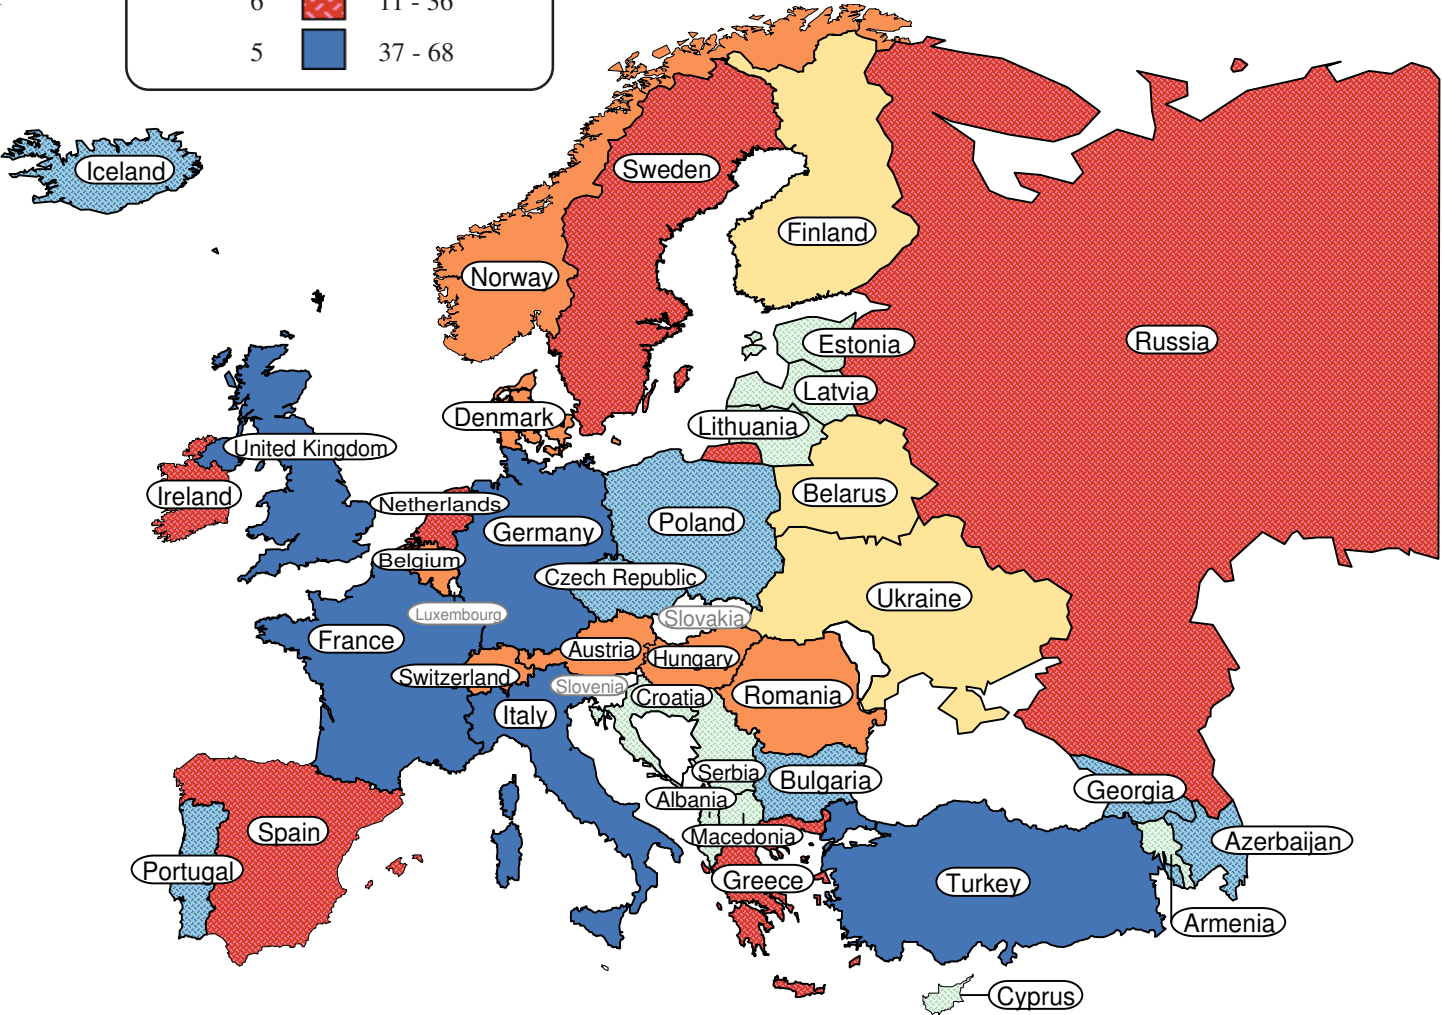 6 11 - 36
5 37 - 68
Iceland
Sweden
Finland
Norway
Russia
Estonia
Latvia
Denmark
Lithuania
United Kingdom
Ireland
Netherlands
Belarus
Germany
Poland
Belgium
Czech Republic
Ukraine
Luxembourg
Slovakia
France
Austria
Hungary
Switzerland
Slovenia
Croatia
Romania
Italy
Serbia
Bulgaria
Georgia
Albania
Spain
Macedonia
Azerbaijan
Portugal
Greece
Turkey
Armenia
Cyprus